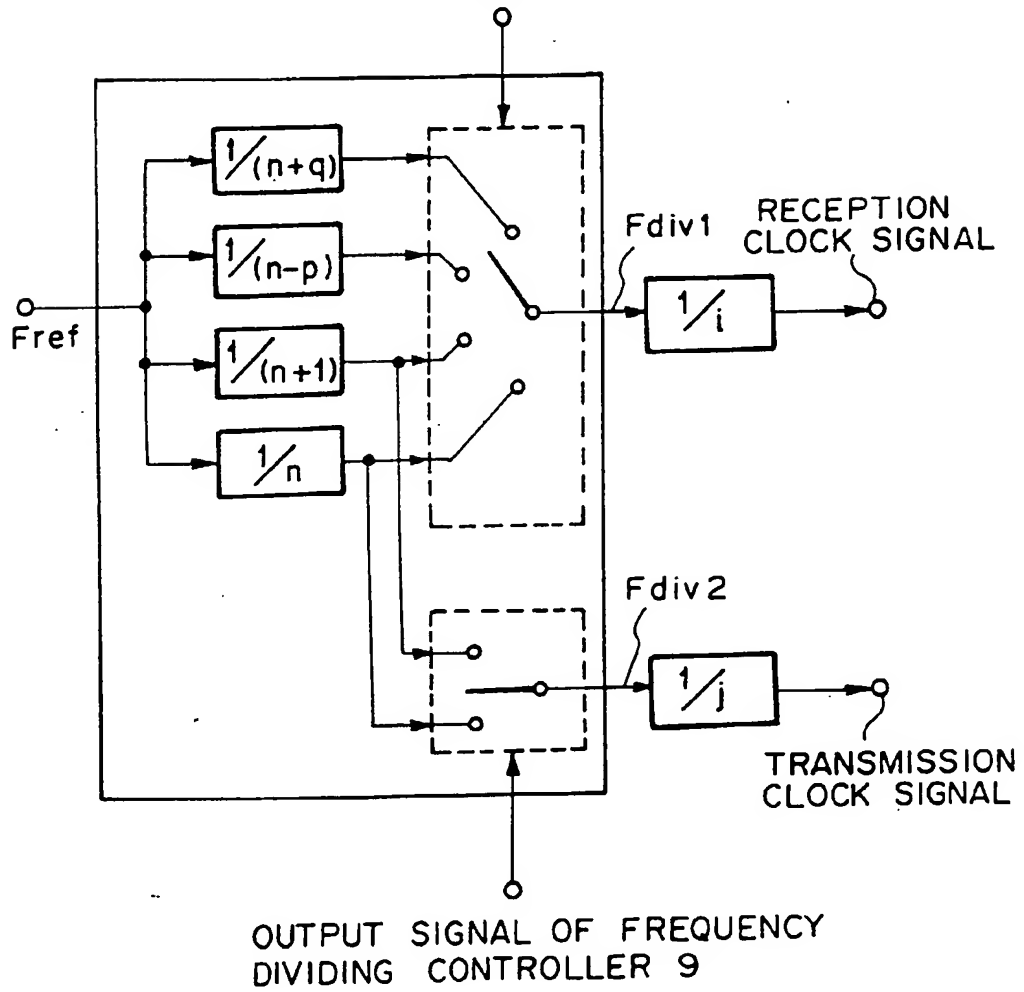 1/(n+q)
Fdiv1
RECEPTION
CLOCK SIGNAL
1/(n-p)
Fref
1/i
1/(n+1)
1/n
Fdiv2
1/j
TRANSMISSION
CLOCK SIGNAL
OUTPUT SIGNAL OF FREQUENCY
DIVIDING CONTROLLER 9